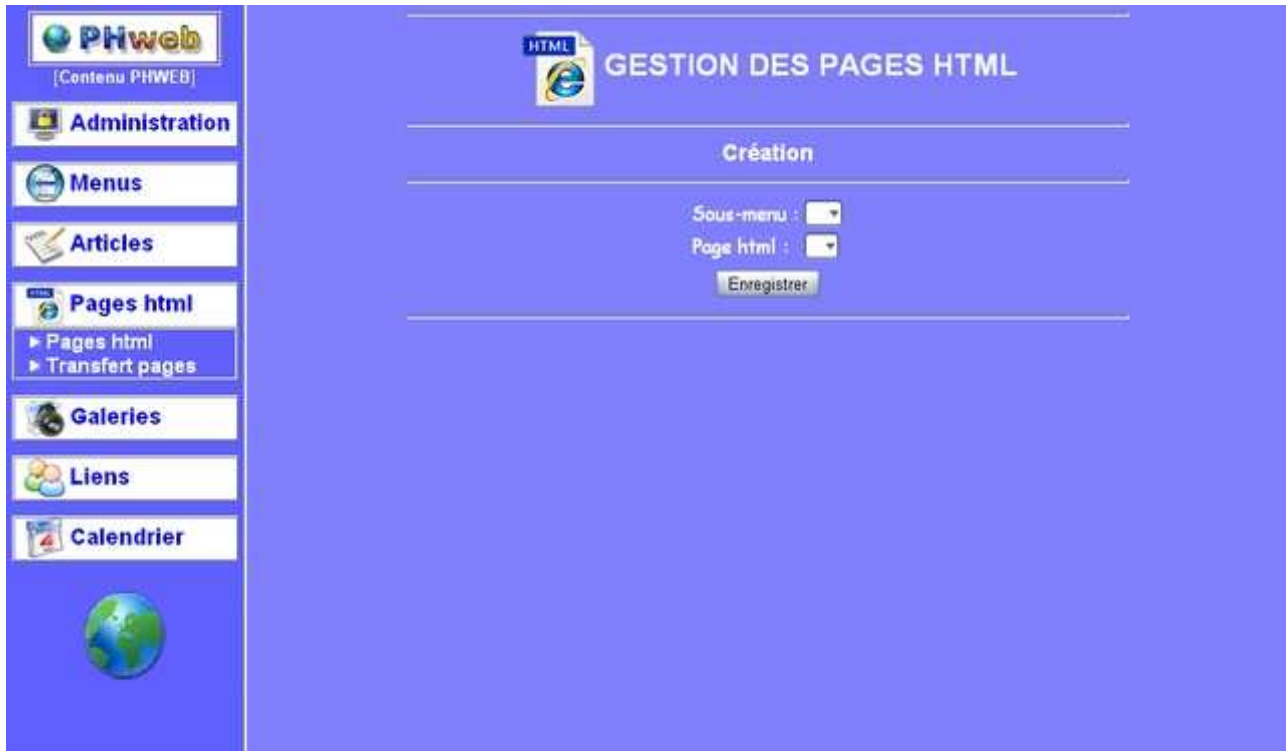 PHweb
[Contenu PHWEB]
Administration
Menus
Articles
Pages html
Pages html
Transfert pages
Galeries
Liens
Calendrier
HTML
GESTION DES PAGES HTML
Création
Sous-menu :
Page html :
Enregistrer